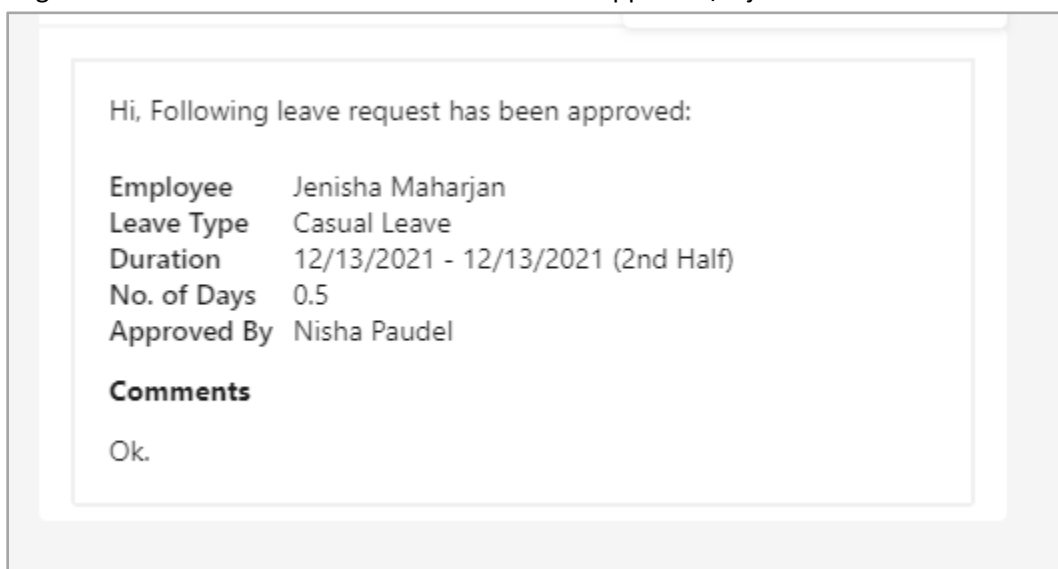 Hi, Following leave request has been approved:
Employee Jenisha Maharjan
Leave Type Casual Leave
Duration 12/13/2021 - 12/13/2021 (2nd Half)
No. of Days 0.5
Approved By Nisha Paudel
Comments
Ok.